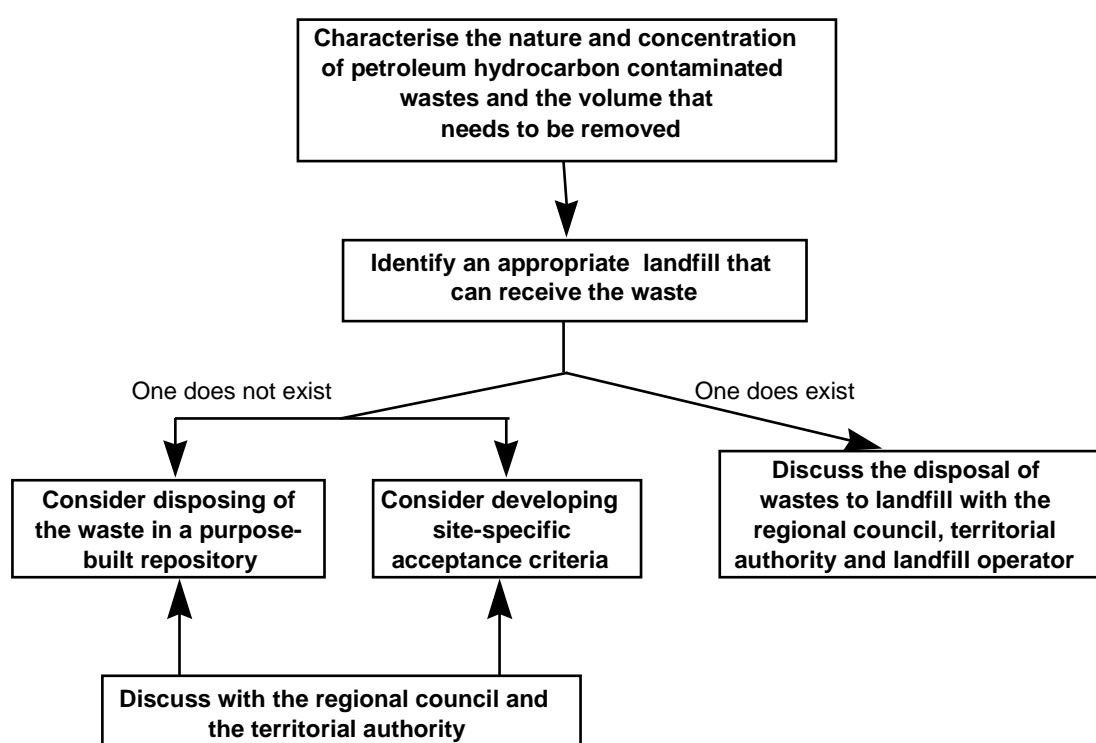 Characterise the nature and concentration
of petroleum hydrocarbon contaminated
wastes and the volume that
needs to be removed
Identify an appropriate landfill that
can receive the waste
One does not exist
One does exist
Consider disposing of
the waste in a purpose-
built repository
Consider developing
site-specific
acceptance criteria
Discuss the disposal of
wastes to landfill with the
regional council, territorial
authority and landfill operator
Discuss with the regional council and
the territorial authority